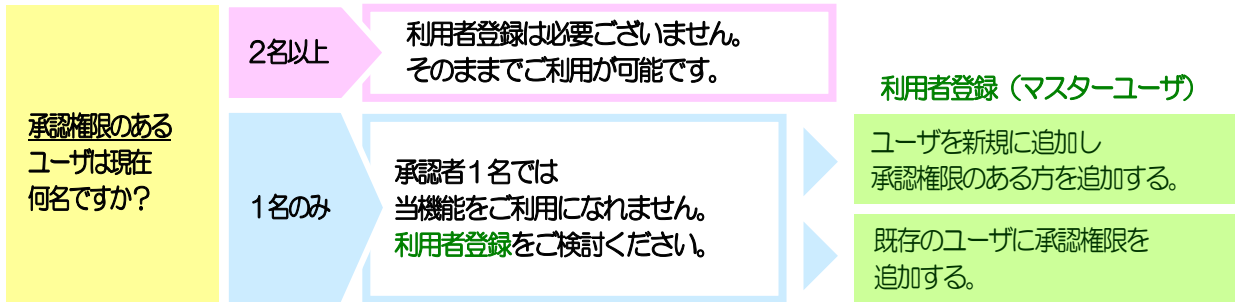 承認権限のある
ユーザは現在
何名ですか？
２名以上
利用者登録は必要ございません。
そのままでご利用が可能です。
１名のみ
承認者１名では
当機能をご利用になれません。
利用者登録をご検討ください。
利用者登録（マスターユーザ）
ユーザを新規に追加し
承認権限のある方を追加する。
既存のユーザに承認権限を
追加する。